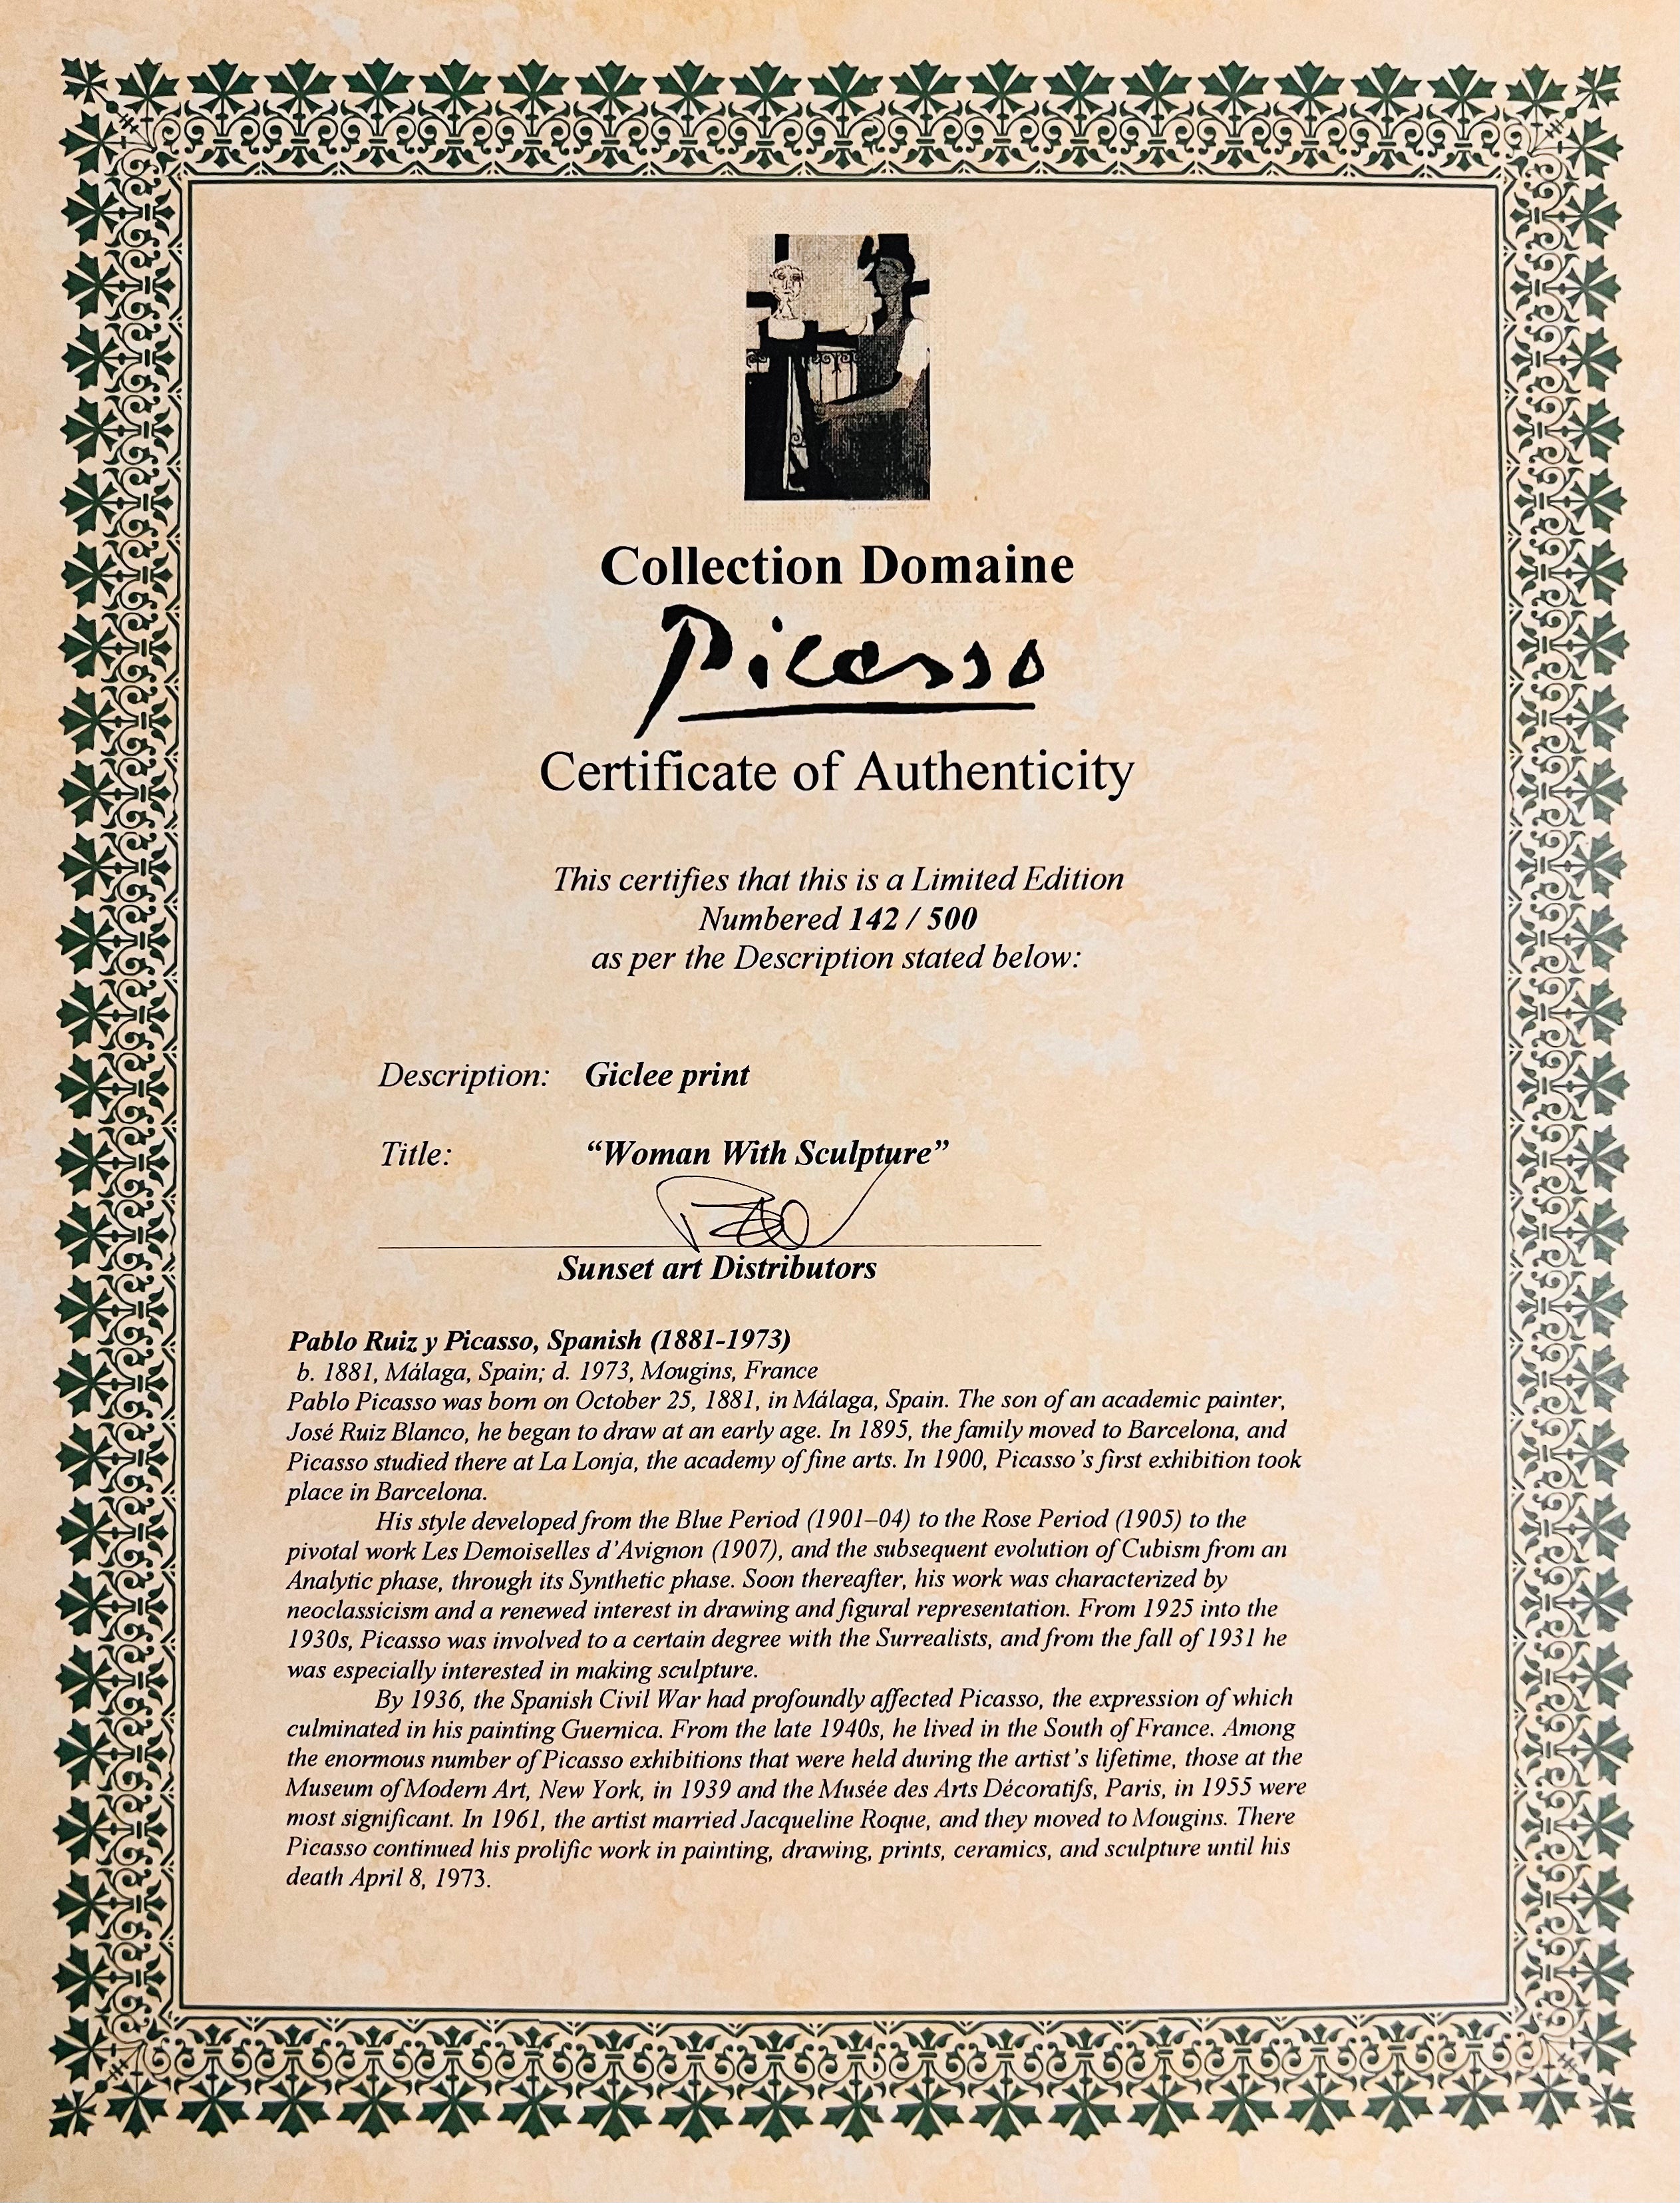 Collection Domaine
Picasso
Certificate of Authenticity
This certifies that this is a Limited Edition
Numbered 142 / 500
as per the Description stated below:
Description: Giclee print
Title: “Woman With Sculpture”
Sunset art Distributors
Pablo Ruiz y Picasso, Spanish (1881-1973)
b. 1881, Málaga, Spain; d. 1973, Mougins, France
Pablo Picasso was born on October 25, 1881, in Málaga, Spain. The son of an academic painter,
José Ruiz Blanco, he began to draw at an early age. In 1895, the family moved to Barcelona, and
Picasso studied there at La Lonja, the academy of fine arts. In 1900, Picasso’s first exhibition took
place in Barcelona.
His style developed from the Blue Period (1901–04) to the Rose Period (1905) to the
pivotal work Les Demoiselles d’Avignon (1907), and the subsequent evolution of Cubism from an
Analytic phase, through its Synthetic phase. Soon thereafter, his work was characterized by
neoclassicism and a renewed interest in drawing and figural representation. From 1925 into the
1930s, Picasso was involved to a certain degree with the Surrealists, and from the fall of 1931 he
was especially interested in making sculpture.
By 1936, the Spanish Civil War had profoundly affected Picasso, the expression of which
culminated in his painting Guernica. From the late 1940s, he lived in the South of France. Among
the enormous number of Picasso exhibitions that were held during the artist’s lifetime, those at the
Museum of Modern Art, New York, in 1939 and the Musée des Arts Décoratifs, Paris, in 1955 were
most significant. In 1961, the artist married Jacqueline Roque, and they moved to Mougins. There
Picasso continued his prolific work in painting, drawing, prints, ceramics, and sculpture until his
death April 8, 1973.